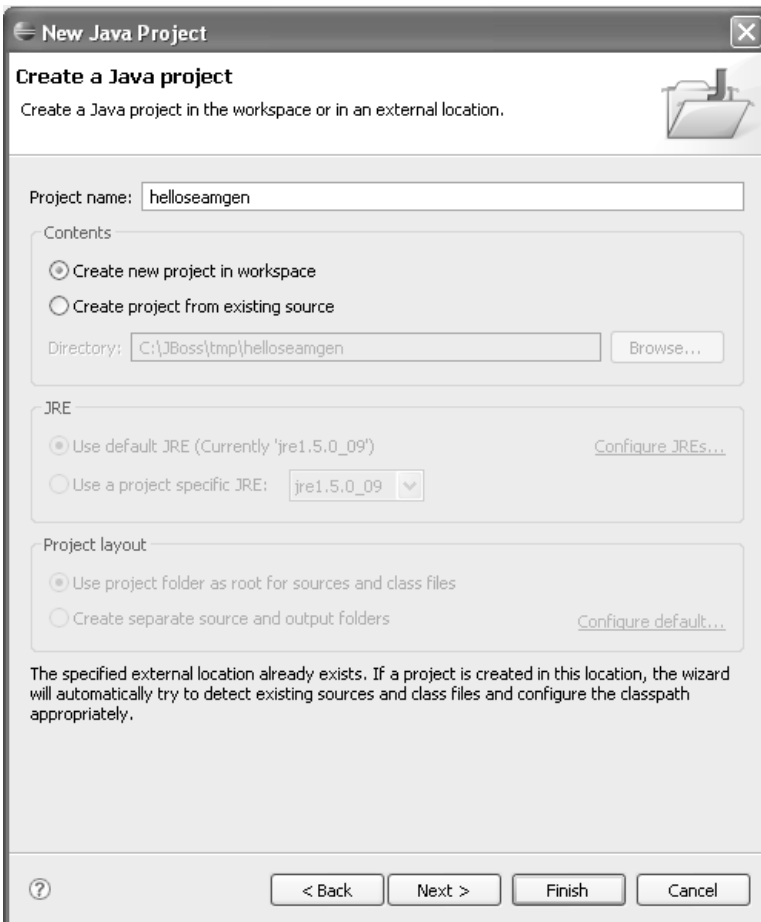 New Java Project
Create a Java project
Create a Java project in the workspace or in an external location.
Project name: helloseamgen
Contents
Create new project in workspace
Create project from existing source
Directory: C:\JBoss\tmp\helloseamgen Browse...
JRE
Use default JRE (Currently 'jre1.5.0_09') Configure JREs...
Use a project specific JRE: jre1.5.0_09
Project layout
Use project folder as root for sources and class files
Create separate source and output folders Configure default...
The specified external location already exists. If a project is created in this location, the wizard
will automatically try to detect existing sources and class files and configure the classpath
appropriately.
? < Back Next > Finish Cancel